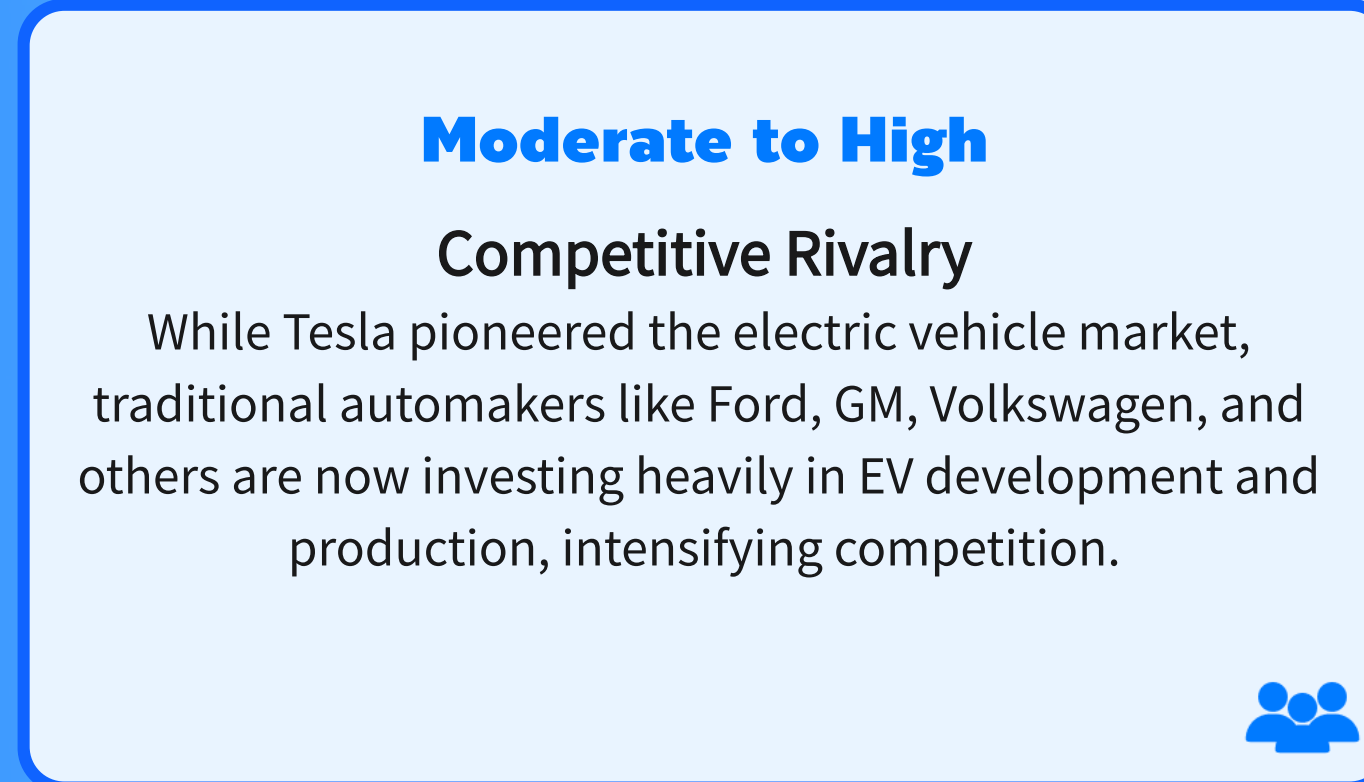 Moderate to High
Competitive Rivalry
While Tesla pioneered the electric vehicle market,
traditional automakers like Ford, GM, Volkswagen, and
others are now investing heavily in EV development and
production, intensifying competition.